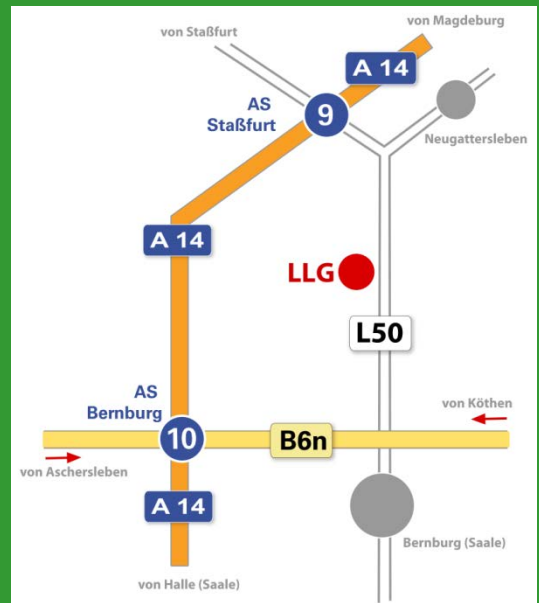 von Magdeburg
von Staßfurt
A 14
AS
Staßfurt
9
Neugattersleben
A 14
LLG
L50
AS
Bernburg
von Köthen
10
B6n
von Aschersleben
A 14
Bernburg (Saale)
von Halle (Saale)